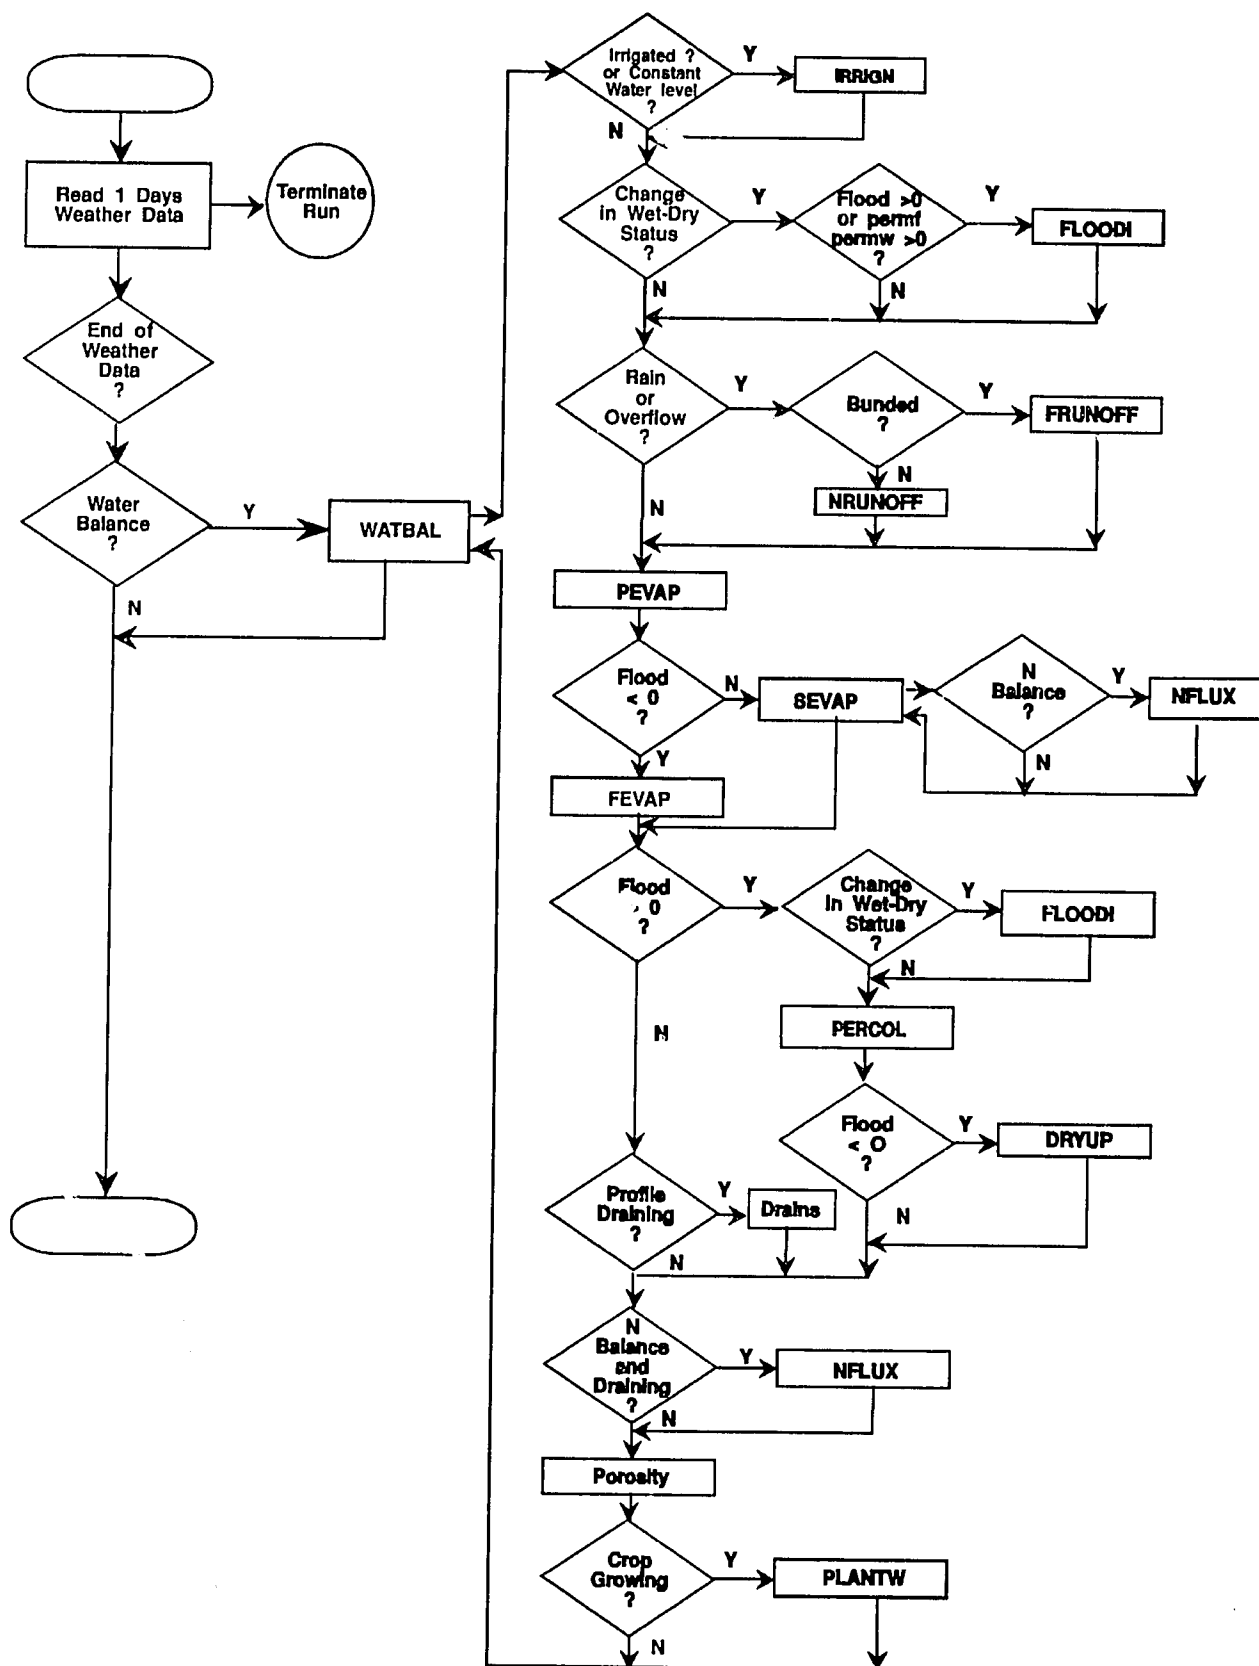 Read 1 Days
Weather Data
Terminate
Run
End of
Weather
Data
?
Water
Balance
?
Y
N
WATBAL
Irrigated ?
or Constant
Water level
?
Y
N
IRRIGN
Change
in Wet-Dry
Status
?
Y
N
Flood >0
or permf
permw >0
?
Y
N
FLOODI
Rain
or
Overflow
?
Y
N
Bunded
?
Y
N
FRUNOFF
NRUNOFF
PEVAP
Flood
< 0
?
N
Y
SEVAP
N
Balance
?
Y
N
NFLUX
FEVAP
Flood
0
?
Y
N
Change
in Wet-Dry
Status
?
Y
N
FLOODI
PERCOL
Flood
< O
?
Y
N
DRYUP
Profile
Draining
?
Y
N
Drains
N
Balance
and
Draining
?
Y
N
NFLUX
Porosity
Crop
Growing
?
Y
N
PLANTW